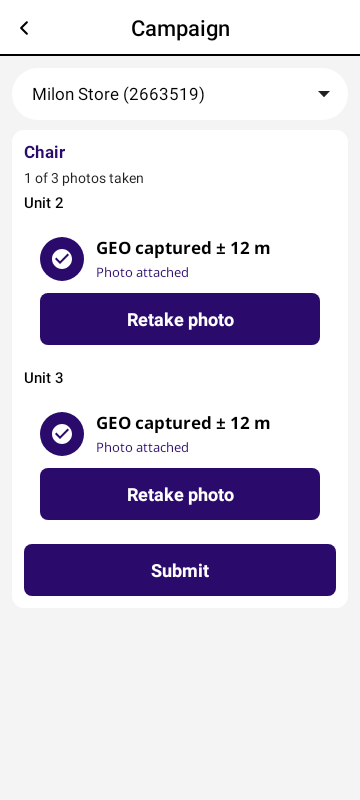 Campaign
Milon Store (2663519)
Chair
1 of 3 photos taken
Unit 2
GEO captured ± 12 m
Photo attached
Retake photo
Unit 3
GEO captured ± 12 m
Photo attached
Retake photo
Submit